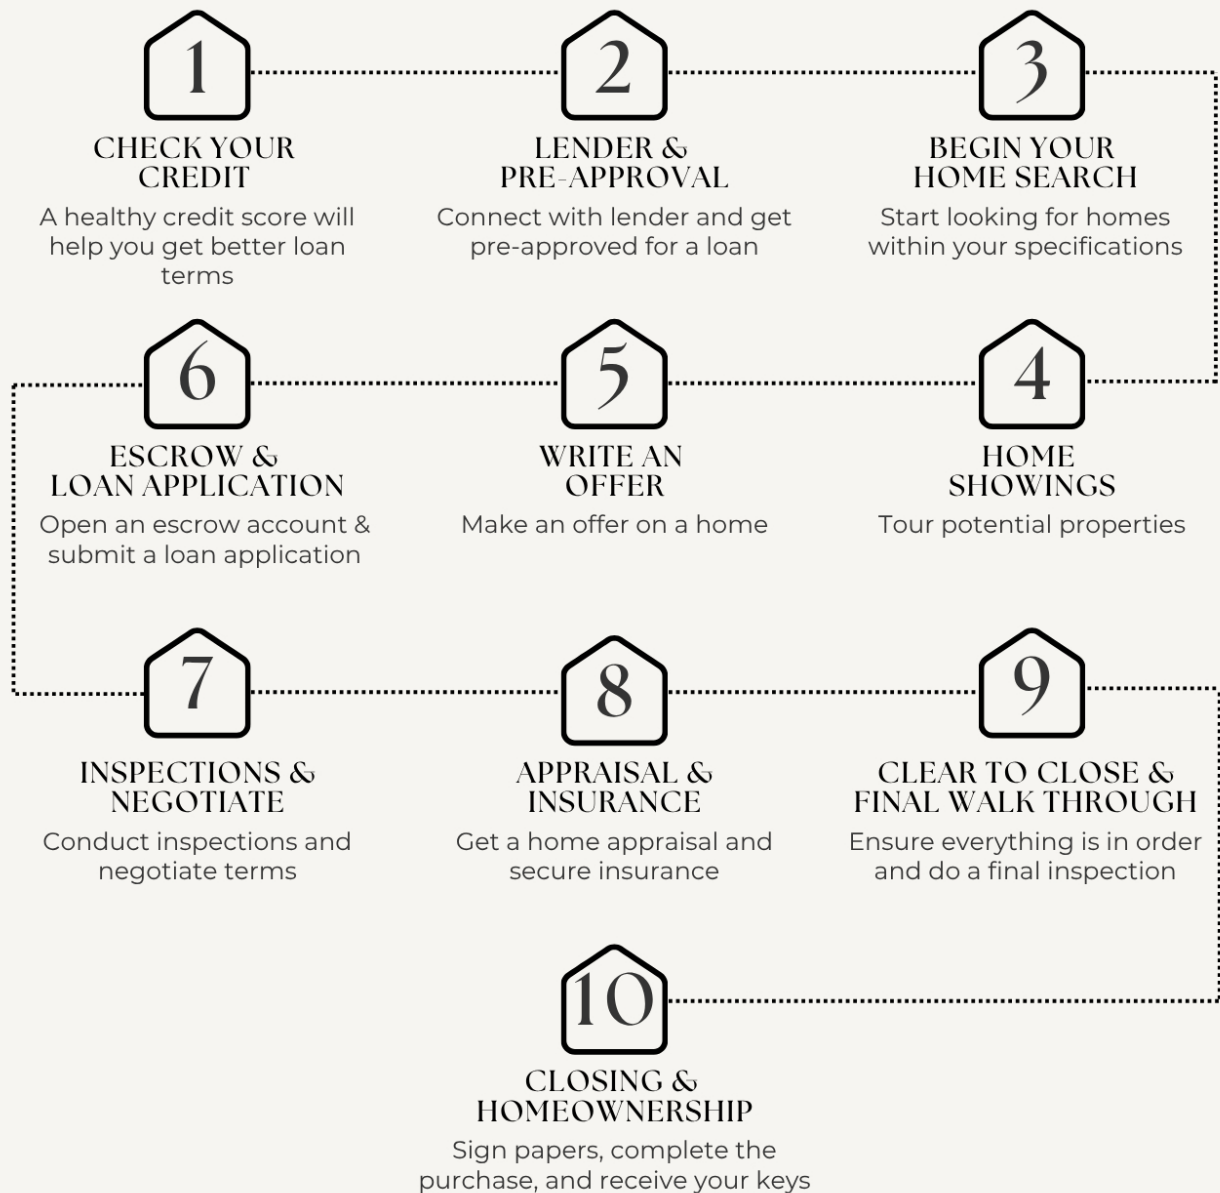 1
CHECK YOUR
CREDIT
A healthy credit score will
help you get better loan
terms
2
LENDER &
PRE-APPROVAL
Connect with lender and get
pre-approved for a loan
3
BEGIN YOUR
HOME SEARCH
Start looking for homes
within your specifications
4
HOME
SHOWINGS
Tour potential properties
5
WRITE AN
OFFER
Make an offer on a home
6
ESCROW &
LOAN APPLICATION
Open an escrow account &
submit a loan application
7
INSPECTIONS &
NEGOTIATE
Conduct inspections and
negotiate terms
8
APPRAISAL &
INSURANCE
Get a home appraisal and
secure insurance
9
CLEAR TO CLOSE &
FINAL WALK THROUGH
Ensure everything is in order
and do a final inspection
10
CLOSING &
HOMEOWNERSHIP
Sign papers, complete the
purchase, and receive your keys